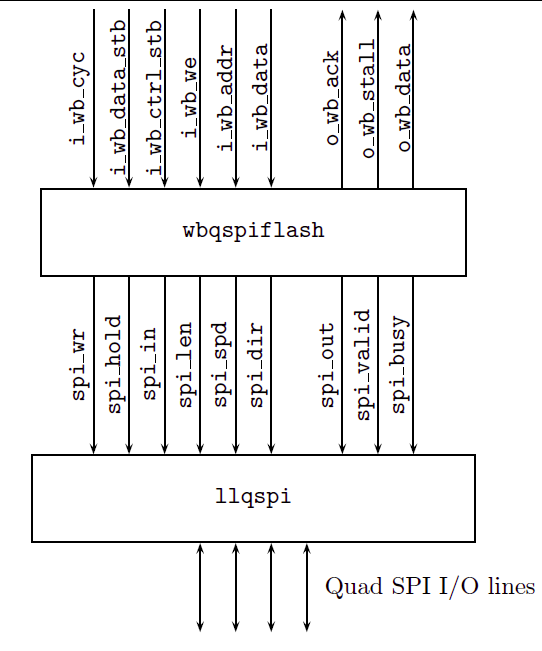 i_wb_cyc
i_wb_data_stb
i_wb_ctrl_stb
i_wb_we
i_wb_addr
i_wb_data
o_wb_ack
o_wb_stall
o_wb_data
wbqspiflash
spi_wr
spi_hold
spi_in
spi_len
spi_spd
spi_dir
spi_out
spi_valid
spi_busy
llqspi
Quad SPI I/O lines